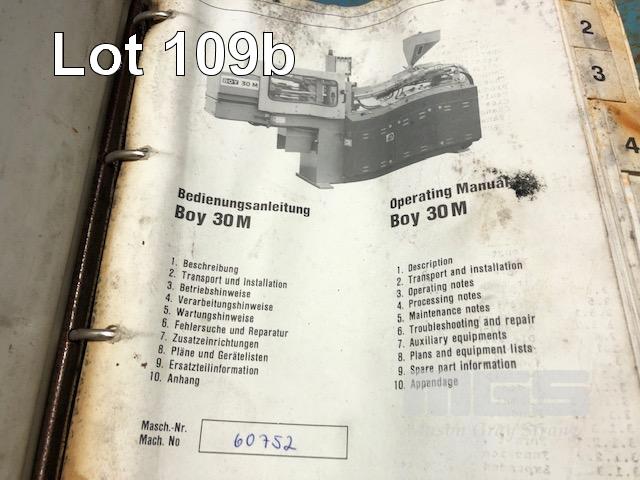 Lot 109b
2
3
4
BOY 30 M
Bedienungsanleitung
Boy 30 M
1. Beschreibung
2. Transport und Installation
3. Betriebshinweise
4. Verarbeitungshinweise
5. Wartungshinweise
6. Fehlersuche und Reparatur
7. Zusatzeinrichtungen
8. Pläne und Gerätelisten
9. Ersatzteilinformation
10. Anhang
Operating Manual
Boy 30 M
1. Description
2. Transport and installation
3. Operating notes
4. Processing notes
5. Maintenance notes
6. Troubleshooting and repair
7. Auxiliary equipments
8. Plans and equipment lists
9. Spare part information
10. Appendage
Masch.-Nr.
Mach. No
60752